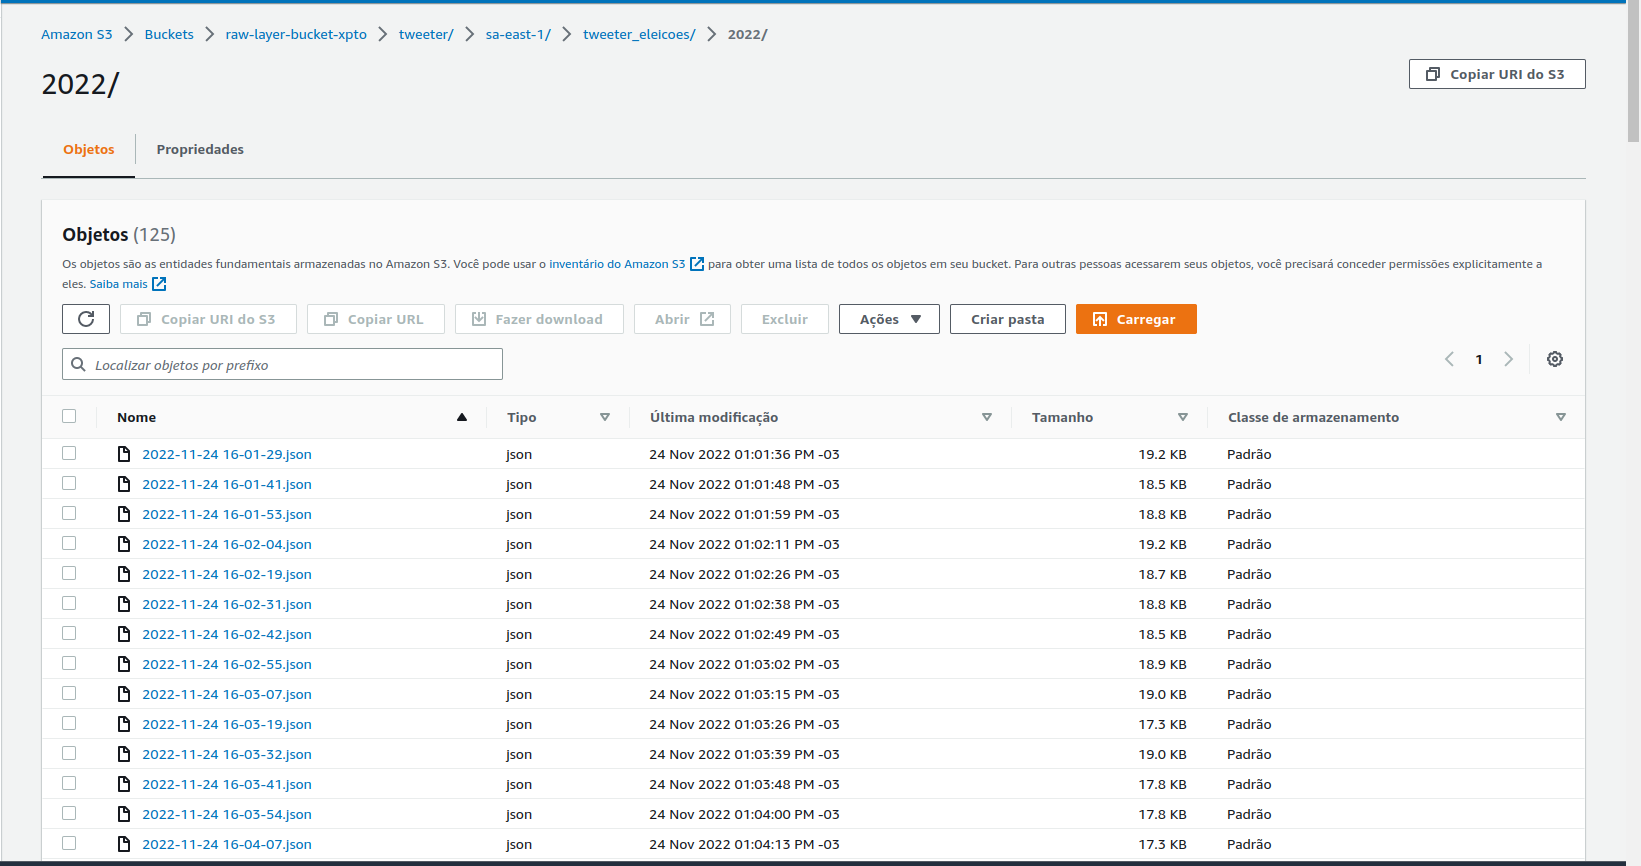 Amazon S3 > Buckets > raw-layer-bucket-xpto > tweeter/ > sa-east-1/ > tweeter_eleicoes/ > 2022/
2022/
Copiar URI do S3
Objetos Propriedades
Objetos (125)
Os objetos são as entidades fundamentais armazenadas no Amazon S3. Você pode usar o inventário do Amazon S3 para obter uma lista de todos os objetos em seu bucket. Para outras pessoas acessarem seus objetos, você precisará conceder permissões explicitamente a
eles. Saiba mais
Copiar URI do S3 Copiar URL Fazer download Abrir Excluir Ações Criar pasta Carregar
Localizar objetos por prefixo
1
Nome Tipo Última modificação Tamanho Classe de armazenamento
2022-11-24 16-01-29.json json 24 Nov 2022 01:01:36 PM -03 19.2 KB Padrão
2022-11-24 16-01-41.json json 24 Nov 2022 01:01:48 PM -03 18.5 KB Padrão
2022-11-24 16-01-53.json json 24 Nov 2022 01:01:59 PM -03 18.8 KB Padrão
2022-11-24 16-02-04.json json 24 Nov 2022 01:02:11 PM -03 19.2 KB Padrão
2022-11-24 16-02-19.json json 24 Nov 2022 01:02:26 PM -03 18.7 KB Padrão
2022-11-24 16-02-31.json json 24 Nov 2022 01:02:38 PM -03 18.8 KB Padrão
2022-11-24 16-02-42.json json 24 Nov 2022 01:02:49 PM -03 18.5 KB Padrão
2022-11-24 16-02-55.json json 24 Nov 2022 01:03:02 PM -03 18.9 KB Padrão
2022-11-24 16-03-07.json json 24 Nov 2022 01:03:15 PM -03 19.0 KB Padrão
2022-11-24 16-03-19.json json 24 Nov 2022 01:03:26 PM -03 17.3 KB Padrão
2022-11-24 16-03-32.json json 24 Nov 2022 01:03:39 PM -03 19.0 KB Padrão
2022-11-24 16-03-41.json json 24 Nov 2022 01:03:48 PM -03 17.8 KB Padrão
2022-11-24 16-03-54.json json 24 Nov 2022 01:04:00 PM -03 17.8 KB Padrão
2022-11-24 16-04-07.json json 24 Nov 2022 01:04:13 PM -03 17.3 KB Padrão